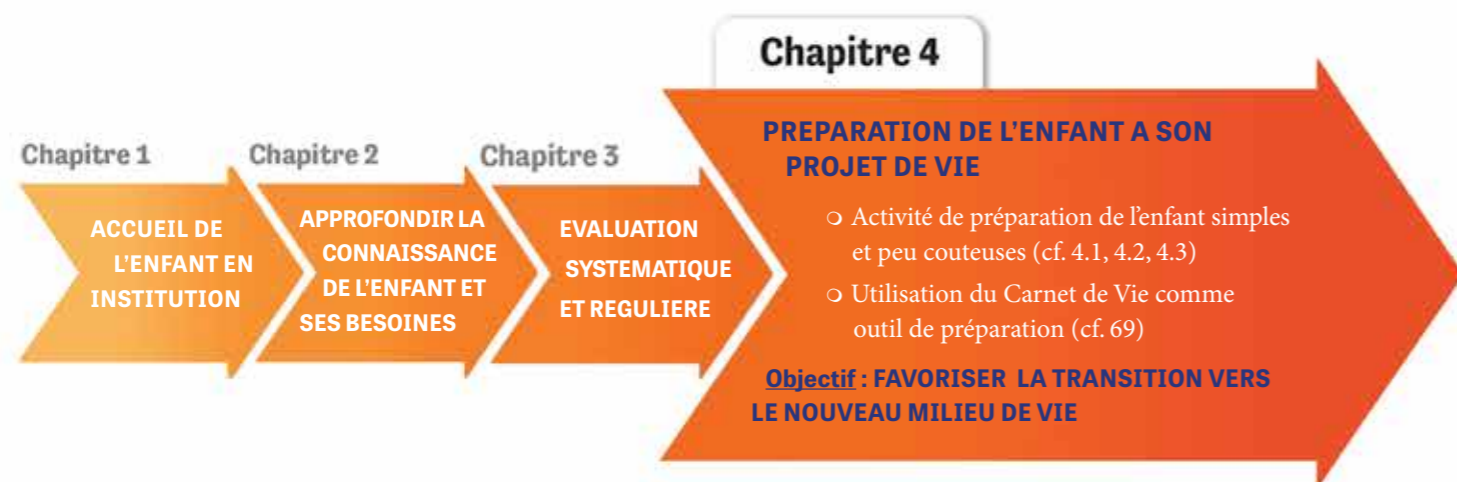 Chapitre 1
ACCUEIL DE
L’ENFANT EN
INSTITUTION
Chapitre 2
APPROFONDIR LA
CONNAISSANCE
DE L’ENFANT ET
SES BESOINES
Chapitre 3
EVALUATION
SYSTEMATIQUE
ET REGULIERE
Chapitre 4
PREPARATION DE L’ENFANT A SON
PROJET DE VIE
❍ Activité de préparation de l’enfant simples
et peu couteuses (cf. 4.1, 4.2, 4.3)
❍ Utilisation du Carnet de Vie comme
outil de préparation (cf. 69)
Objectif : FAVORISER LA TRANSITION VERS
LE NOUVEAU MILIEU DE VIE